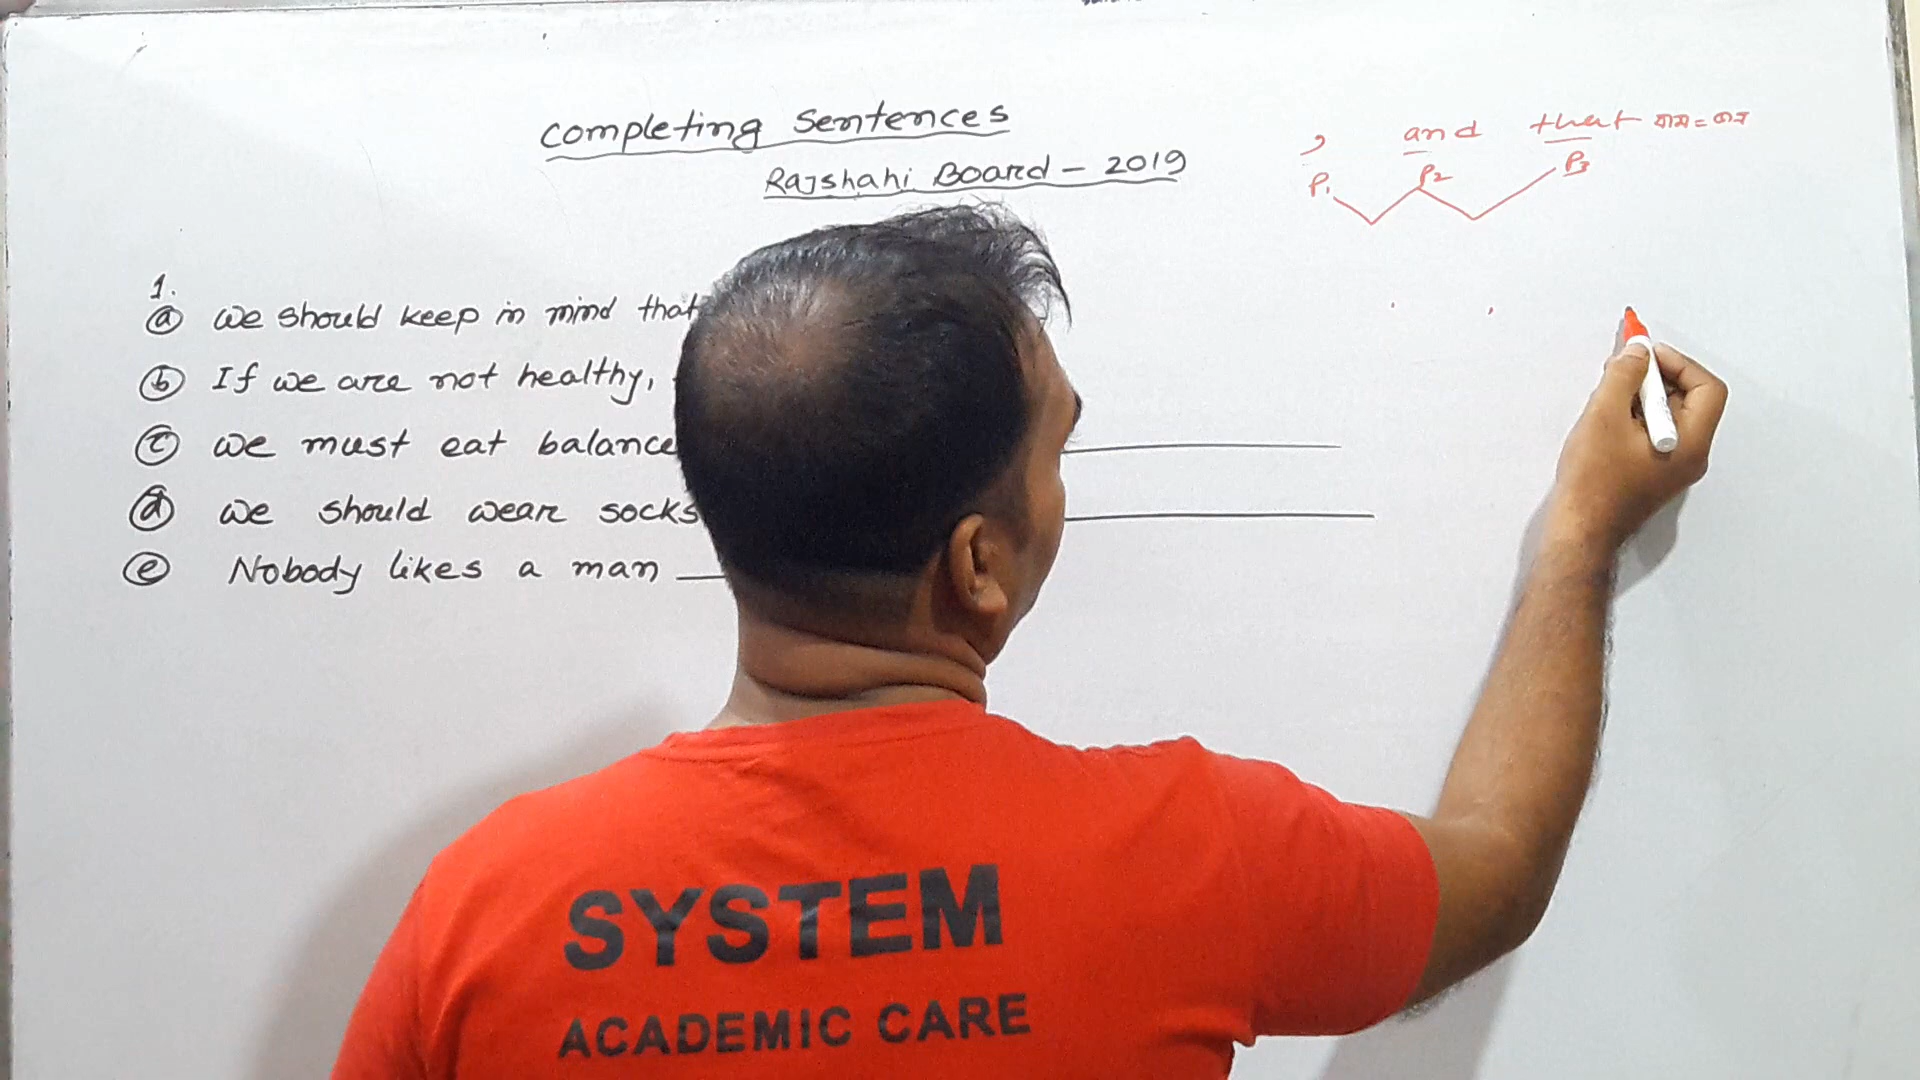 Completing Sentences
Rajshahi Board – 2019
, and that
P1 P2 P3
1.
(a) We should keep in mind that
(b) If we are not healthy,
(c) we must eat balance
(d) we should wear socks
(e) Nobody likes a man
SYSTEM
ACADEMIC CARE